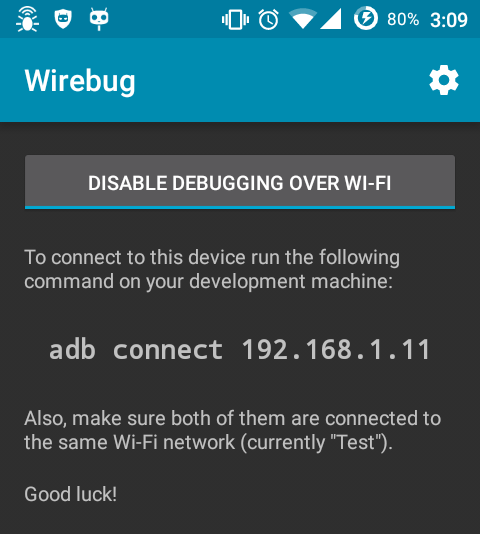 80% 3:09
Wirebug
DISABLE DEBUGGING OVER WI-FI
To connect to this device run the following
command on your development machine:
adb connect 192.168.1.11
Also, make sure both of them are connected to
the same Wi-Fi network (currently "Test").
Good luck!